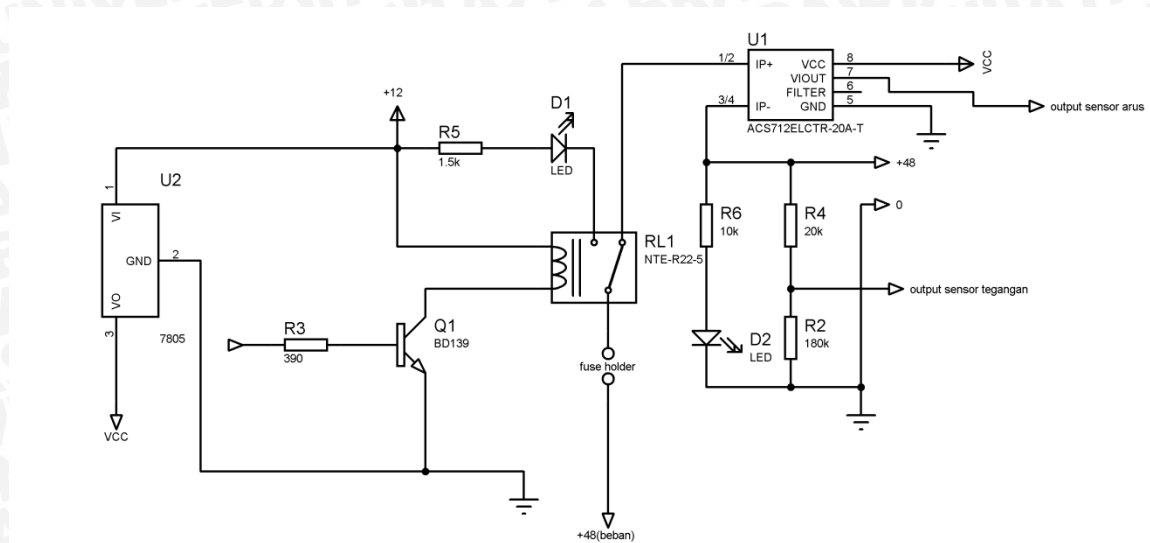 U1
1/2
IP+
VCC
8
VIOUT
7
FILTER
6
3/4
IP-
GND
5
VCC
ACS712ELCTR-20A-T
output sensor arus
+12
R5
1.5k
D1
LED
1
U2
VI
GND
2
VO
3
7805
VCC
R3
390
Q1
BD139
RL1
NTE-R22-5
fuse holder
+48(beban)
+48
R6
10k
R4
20k
0
output sensor tegangan
D2
LED
R2
180k